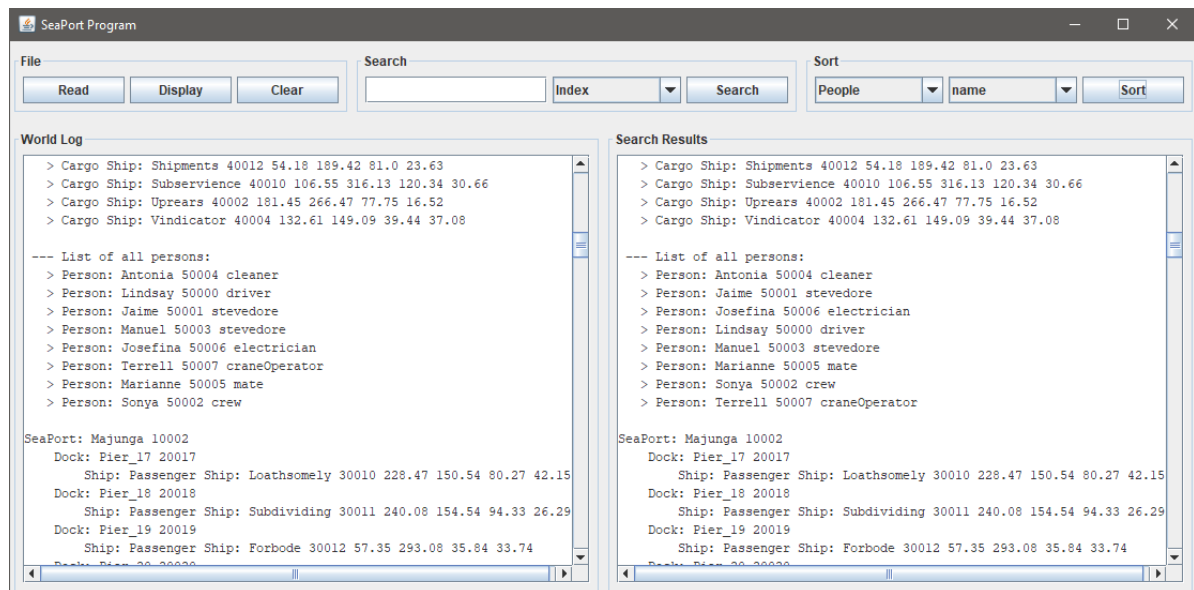 SeaPort Program
File
Search
Sort
Read
Display
Clear
Index
Search
People
name
Sort
World Log
> Cargo Ship: Shipments 40012 54.18 189.42 81.0 23.63
> Cargo Ship: Subservience 40010 106.55 316.13 120.34 30.66
> Cargo Ship: Uprears 40002 181.45 266.47 77.75 16.52
> Cargo Ship: Vindicator 40004 132.61 149.09 39.44 37.08
--- List of all persons:
> Person: Antonia 50004 cleaner
> Person: Lindsay 50000 driver
> Person: Jaime 50001 stevedore
> Person: Manuel 50003 stevedore
> Person: Josefina 50006 electrician
> Person: Terrell 50007 craneOperator
> Person: Marianne 50005 mate
> Person: Sonya 50002 crew
SeaPort: Majunga 10002
Dock: Pier_17 20017
Ship: Passenger Ship: Loathsomely 30010 228.47 150.54 80.27 42.15
Dock: Pier_18 20018
Ship: Passenger Ship: Subdividing 30011 240.08 154.54 94.33 26.29
Dock: Pier_19 20019
Ship: Passenger Ship: Forbode 30012 57.35 293.08 35.84 33.74
Dock: Pier_20 20020
Search Results
> Cargo Ship: Shipments 40012 54.18 189.42 81.0 23.63
> Cargo Ship: Subservience 40010 106.55 316.13 120.34 30.66
> Cargo Ship: Uprears 40002 181.45 266.47 77.75 16.52
> Cargo Ship: Vindicator 40004 132.61 149.09 39.44 37.08
--- List of all persons:
> Person: Antonia 50004 cleaner
> Person: Jaime 50001 stevedore
> Person: Josefina 50006 electrician
> Person: Lindsay 50000 driver
> Person: Manuel 50003 stevedore
> Person: Marianne 50005 mate
> Person: Sonya 50002 crew
> Person: Terrell 50007 craneOperator
SeaPort: Majunga 10002
Dock: Pier_17 20017
Ship: Passenger Ship: Loathsomely 30010 228.47 150.54 80.27 42.15
Dock: Pier_18 20018
Ship: Passenger Ship: Subdividing 30011 240.08 154.54 94.33 26.29
Dock: Pier_19 20019
Ship: Passenger Ship: Forbode 30012 57.35 293.08 35.84 33.74
Dock: Pier_20 20020